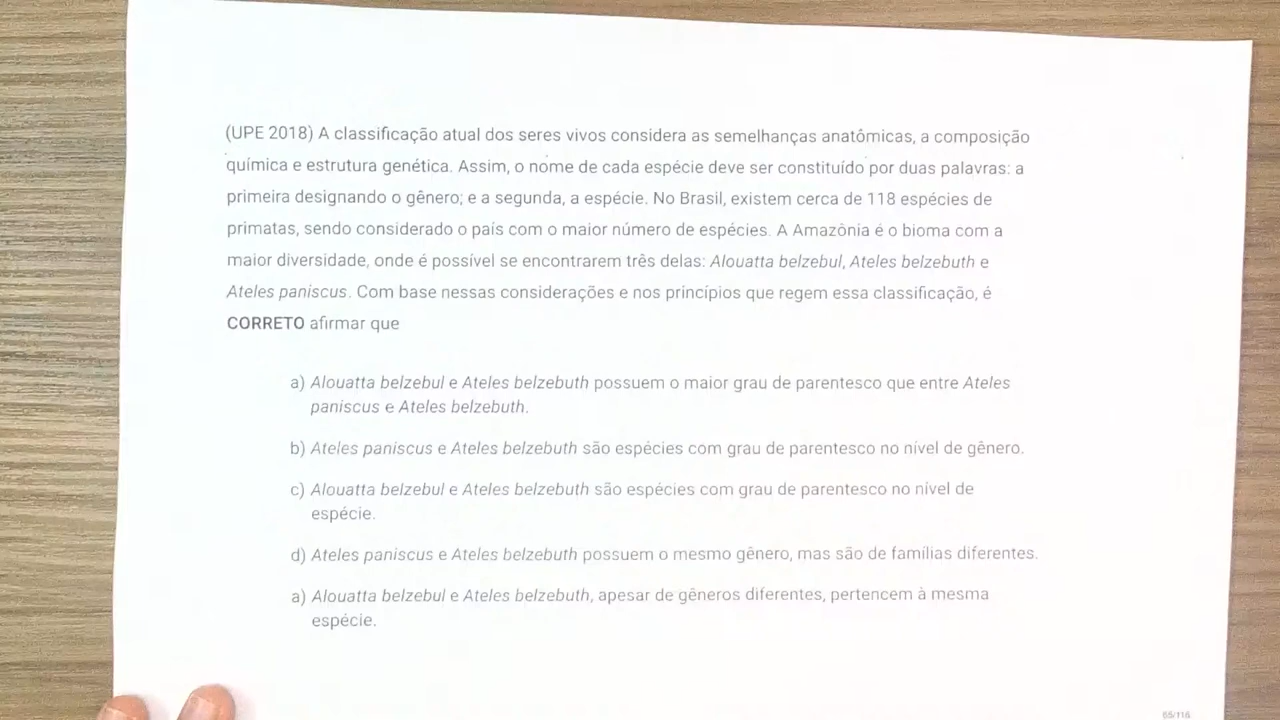 (UPE 2018) A classificação atual dos seres vivos considera as semelhanças anatômicas, a composição
química e estrutura genética. Assim, o nome de cada espécie deve ser constituído por duas palavras: a
primeira designando o gênero; e a segunda, a espécie. No Brasil, existem cerca de 118 espécies de
primatas, sendo considerado o país com o maior número de espécies. A Amazônia é o bioma com a
maior diversidade, onde é possível se encontrarem três delas: Alouatta belzebul, Ateles belzebuth e
Ateles paniscus. Com base nessas considerações e nos princípios que regem essa classificação, é
CORRETO afirmar que
a) Alouatta belzebul e Ateles belzebuth possuem o maior grau de parentesco que entre Ateles
paniscus e Ateles belzebuth.
b) Ateles paniscus e Ateles belzebuth são espécies com grau de parentesco no nível de gênero.
c) Alouatta belzebul e Ateles belzebuth são espécies com grau de parentesco no nível de
espécie.
d) Ateles paniscus e Ateles belzebuth possuem o mesmo gênero, mas são de famílias diferentes.
a) Alouatta belzebul e Ateles belzebuth, apesar de gêneros diferentes, pertencem à mesma
espécie.
65/116